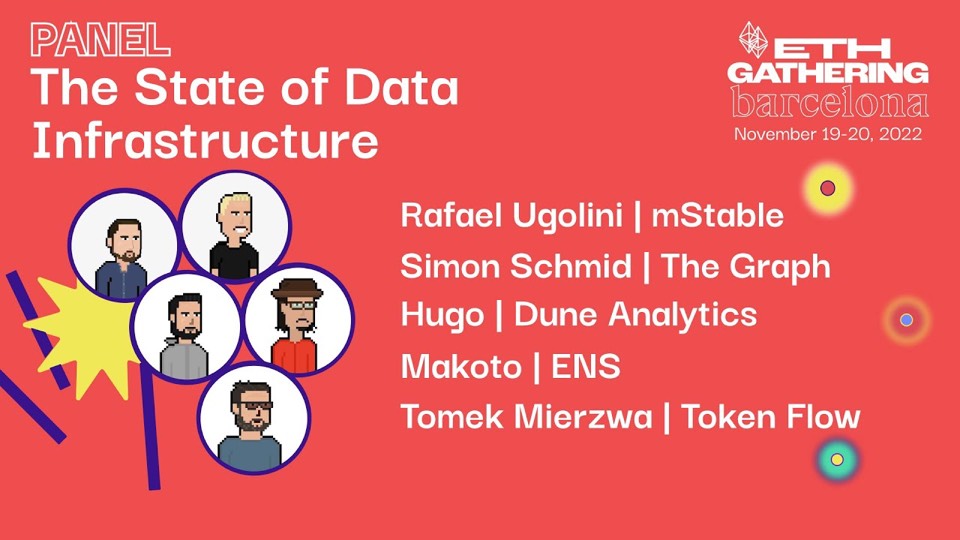 PANEL
The State of Data
Infrastructure
ETH
GATHERING
barcelona
November 19-20, 2022
Rafael Ugolini | mStable
Simon Schmid | The Graph
Hugo | Dune Analytics
Makoto | ENS
Tomek Mierzwa | Token Flow